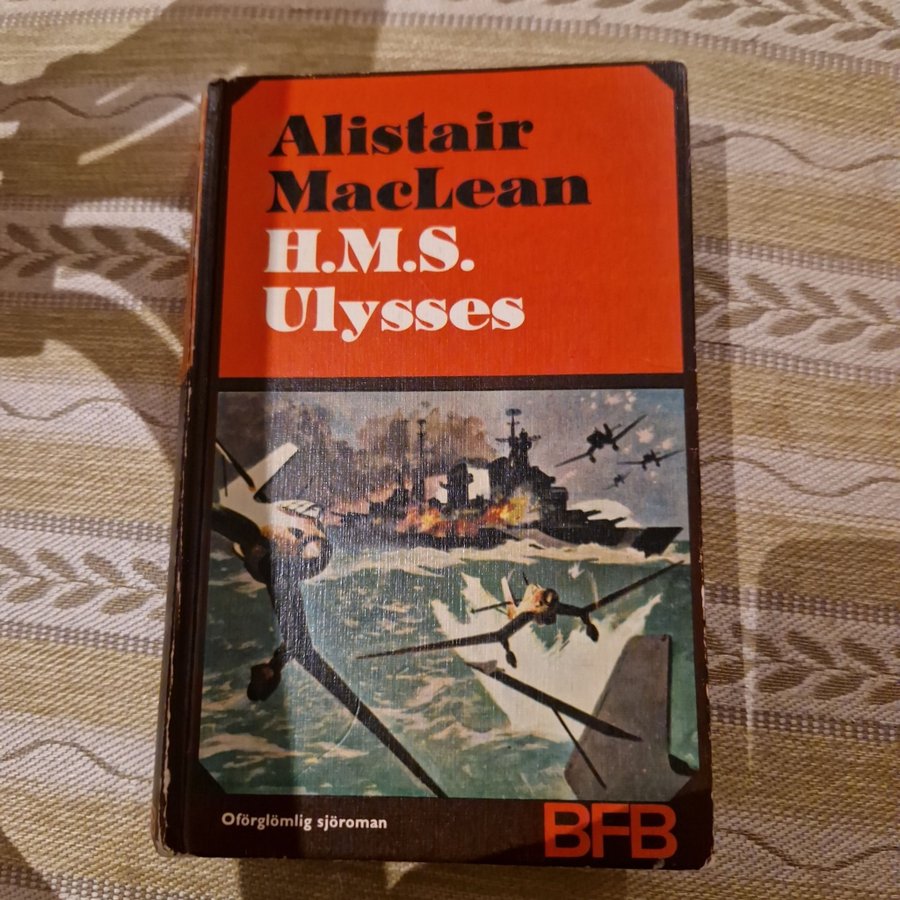 Alistair
MacLean
H.M.S.
Ulysses
Oförglömlig sjöroman
BFB